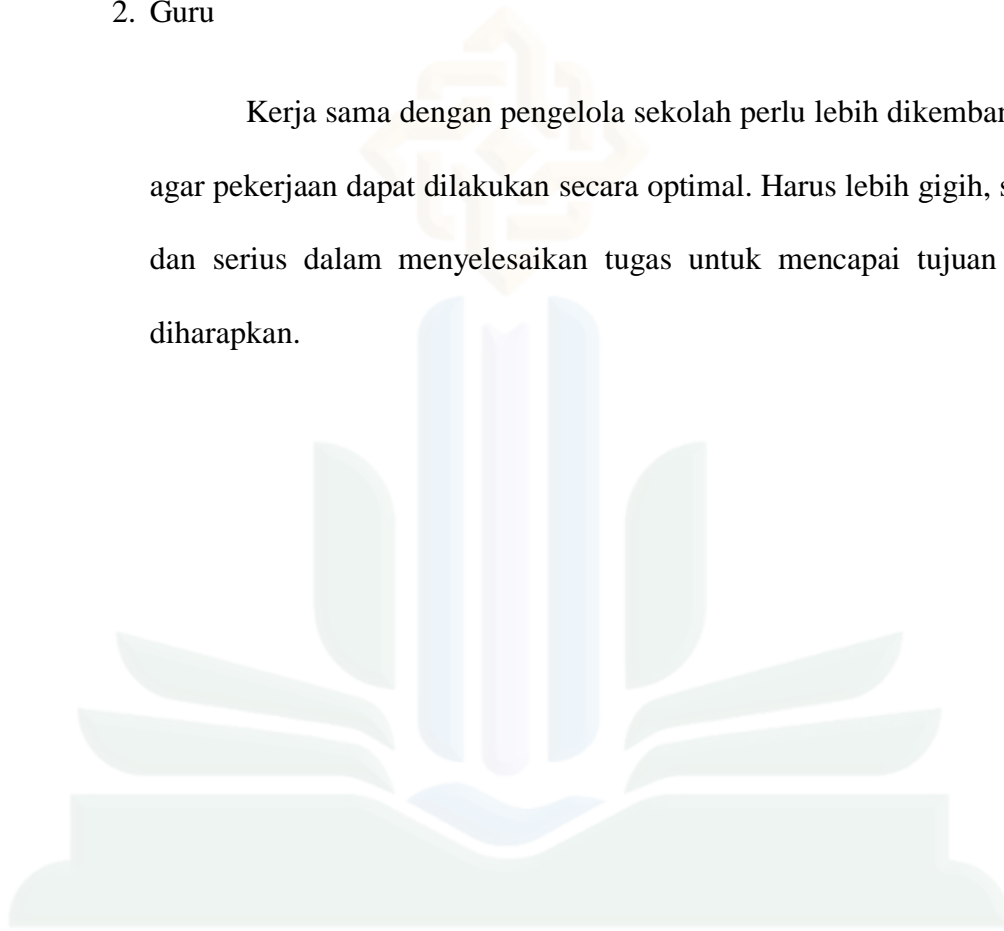 2. Guru
Kerja sama dengan pengelola sekolah perlu lebih
agar pekerjaan dapat dilakukan secara optimal. Harus lebih gigih,
dan serius dalam menyelesaikan tugas untuk mencapai tujuan
diharapkan.